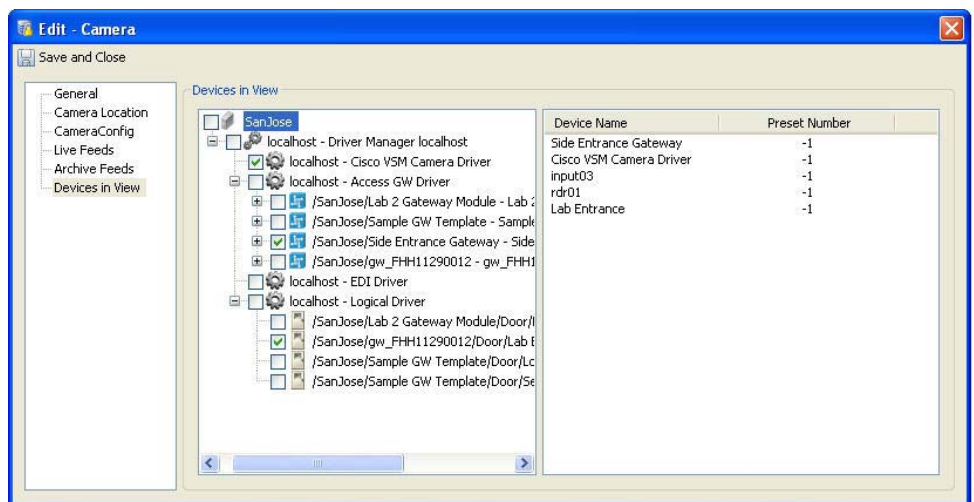 Edit - Camera
Save and Close
General
Camera Location
CameraConfig
Live Feeds
Archive Feeds
Devices in View
Devices in View
SanJose
localhost - Driver Manager localhost
localhost - Cisco VSM Camera Driver
localhost - Access GW Driver
/SanJose/Lab 2 Gateway Module - Lab 2
/SanJose/Sample GW Template - Sample
/SanJose/Side Entrance Gateway - Side
/SanJose/gw_FHH11290012 - gw_FHH1
localhost - EDI Driver
localhost - Logical Driver
/SanJose/Lab 2 Gateway Module/Door/
/SanJose/gw_FHH11290012/Door/Lab E
/SanJose/Sample GW Template/Door/Lo
/SanJose/Sample GW Template/Door/Se
Device Name Preset Number
Side Entrance Gateway -1
Cisco VSM Camera Driver -1
input03 -1
rdr01 -1
Lab Entrance -1